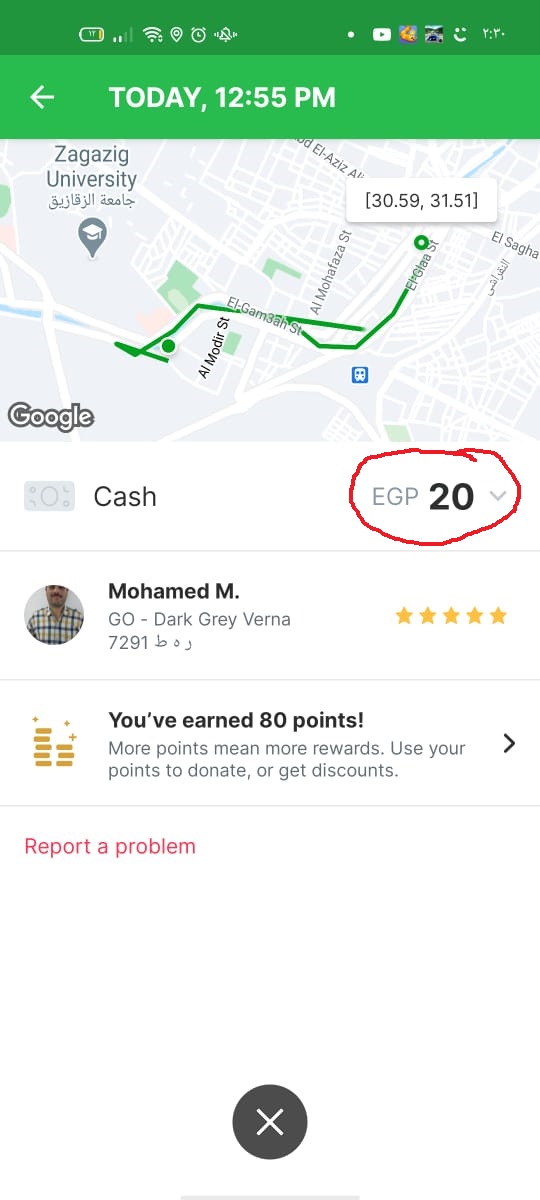 ١٢
٢:٣٠
TODAY, 12:55 PM
Zagazig
University
جامعة الزقازيق
El-Aziz Al
[30.59, 31.51]
El Sagha
Al Mohafaza St
El-Glaa St
El-Gam3ah St
Al Modir St
Google
Cash
EGP 20
Mohamed M.
GO - Dark Grey Verna
7291 ر ه ط
You’ve earned 80 points!
More points mean more rewards. Use your
points to donate, or get discounts.
Report a problem